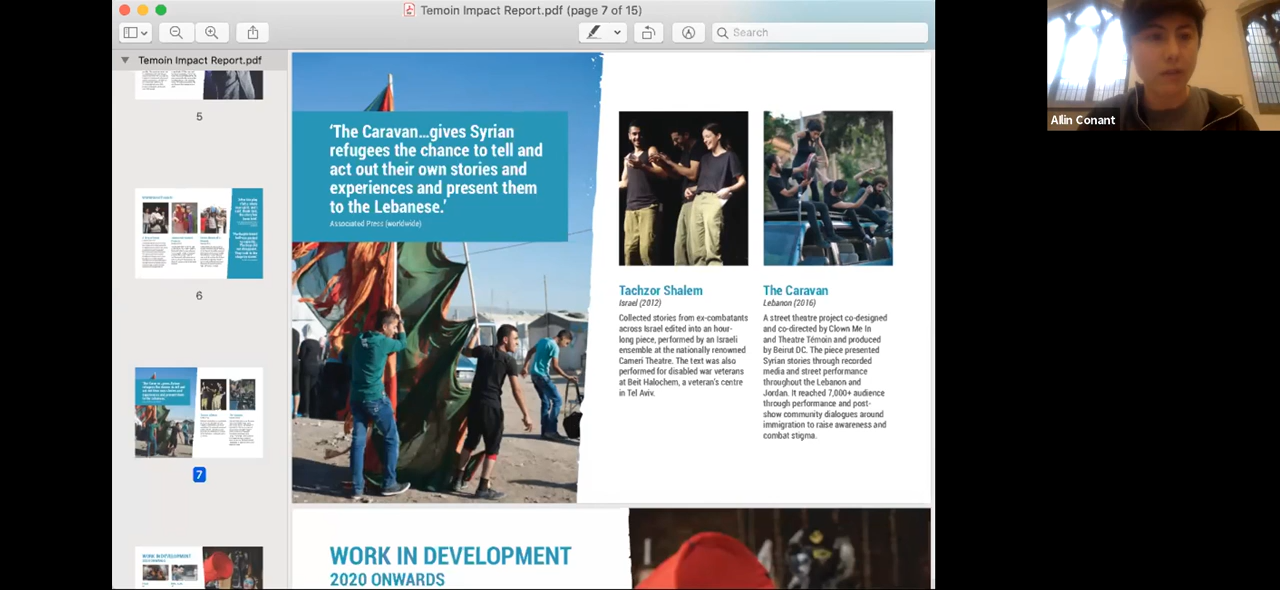 Temoin Impact Report.pdf (page 7 of 15)
Search
Temoin Impact Report.pdf
5
6
7
WORK IN DEVELOPMENT
2020 ONWARDS
'The Caravan...gives Syrian
refugees the chance to tell and
act out their own stories and
experiences and present them
to the Lebanese.'
Associated Press (worldwide)
Tachzor Shalem
Israel (2012)
Collected stories from ex-combatants
across Israel edited into an hour-
long piece, performed by an Israeli
ensemble at the nationally renowned
Cameri Theatre. The text was also
performed for disabled war veterans
at Beit Halochem, a veteran's centre
in Tel Aviv.
The Caravan
Lebanon (2016)
A street theatre project co-designed
and co-directed by Clown Me In
and Theatre Témoin and produced
by Beirut DC. The piece presented
Syrian stories through recorded
media and street performance
throughout the Lebanon and
Jordan. It reached 7,000+ audience
through performance and post-
show community dialogues around
immigration to raise awareness and
combat stigma.
WORK IN DEVELOPMENT
2020 ONWARDS
Allin Conant